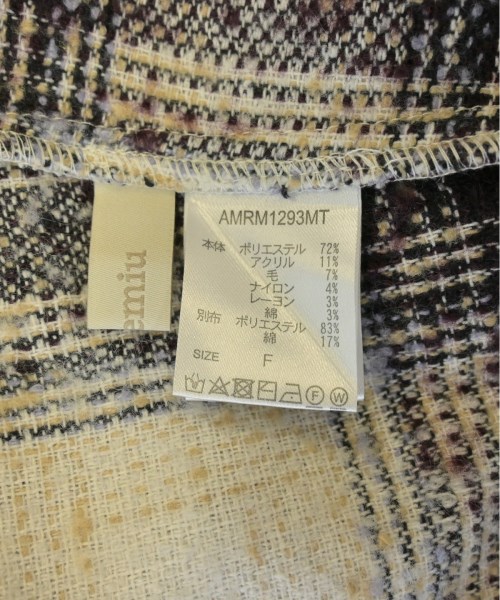 emiu
AMRM1293MT
本体 ポリエステル 72%
アクリル 11%
毛 7%
ナイロン 4%
レーヨン 3%
綿 3%
別布 ポリエステル 83%
綿 17%
SIZE F
F W